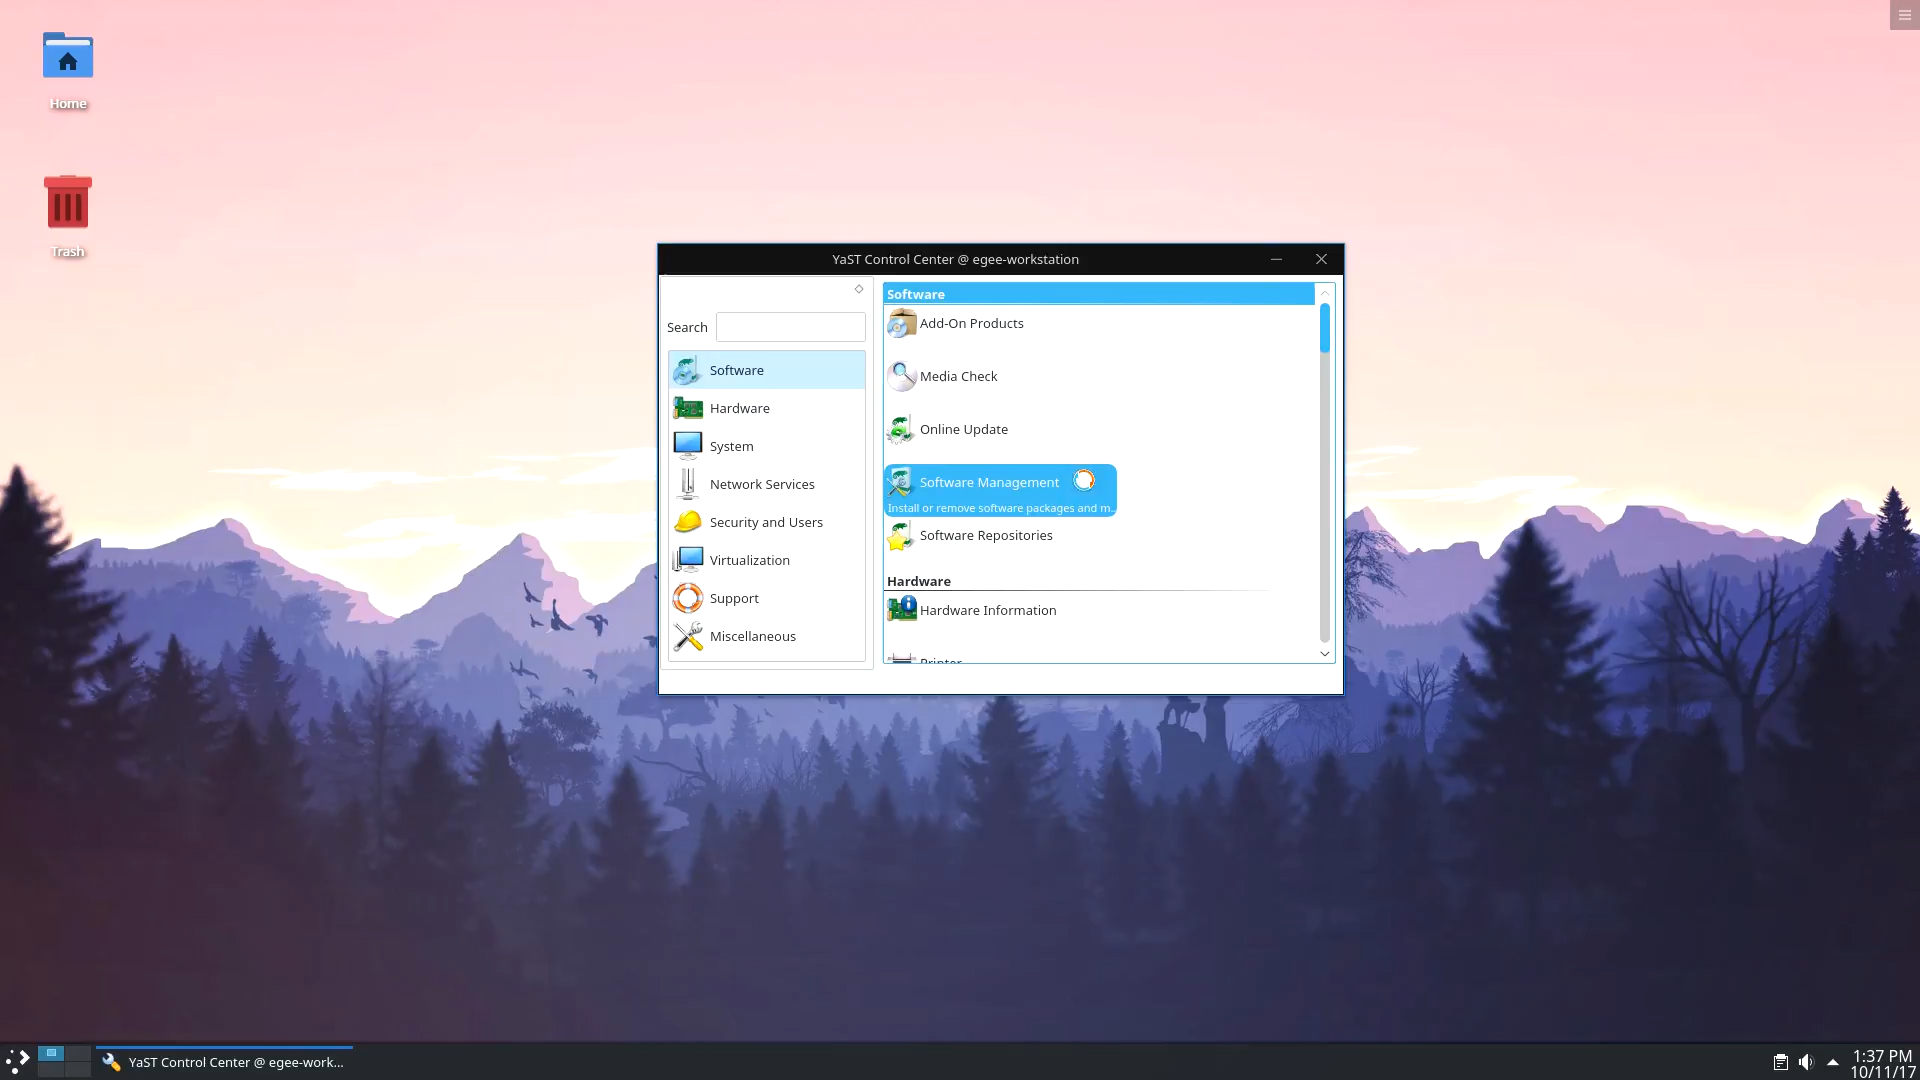 Home
Trash
YaST Control Center @ egee-workstation
Search
Software
Hardware
System
Network Services
Security and Users
Virtualization
Support
Miscellaneous
Software
Add-On Products
Media Check
Online Update
Software Management
Install or remove software packages and m...
Software Repositories
Hardware
Hardware Information
Printer
YaST Control Center @ egee-work...
1:37 PM
10/11/17